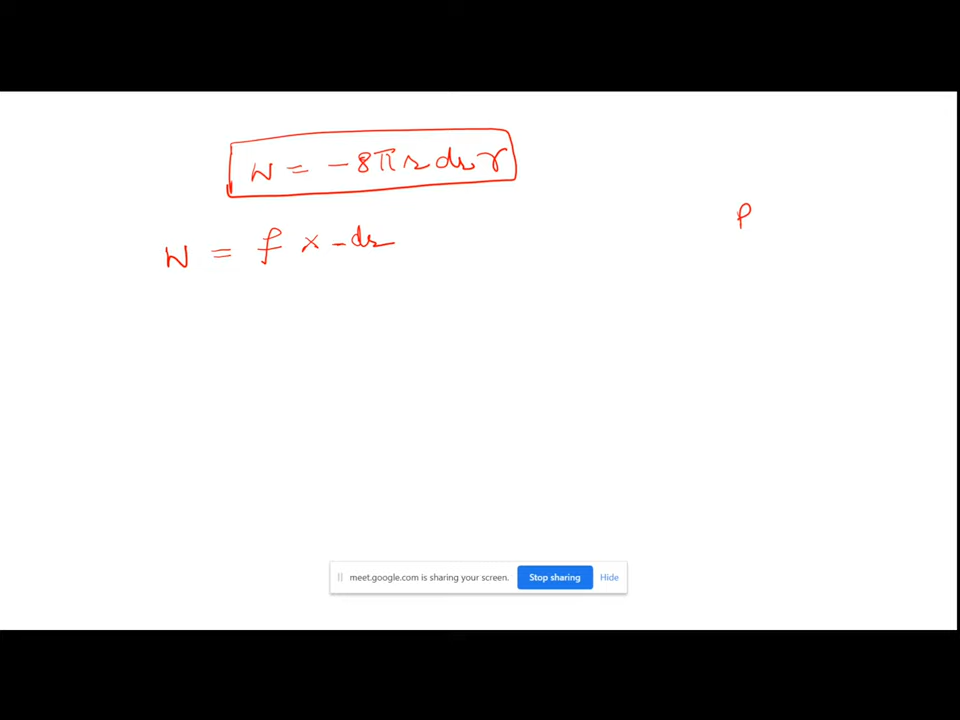 W = -8πr dr γ
P
W = f × -dr
meet.google.com is sharing your screen. Stop sharing Hide